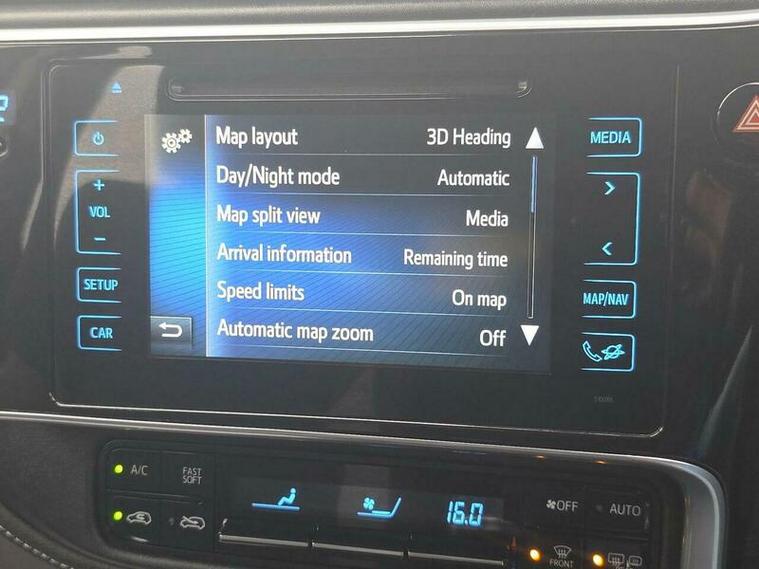 MEDIA
Map layout 3D Heading
Day/Night mode Automatic
+
VOL
−
Map split view Media
Arrival information Remaining time
SETUP
Speed limits On map
MAP/NAV
CAR
Automatic map zoom Off
A/C
FAST
SOFT
16.0
OFF
AUTO
FRONT